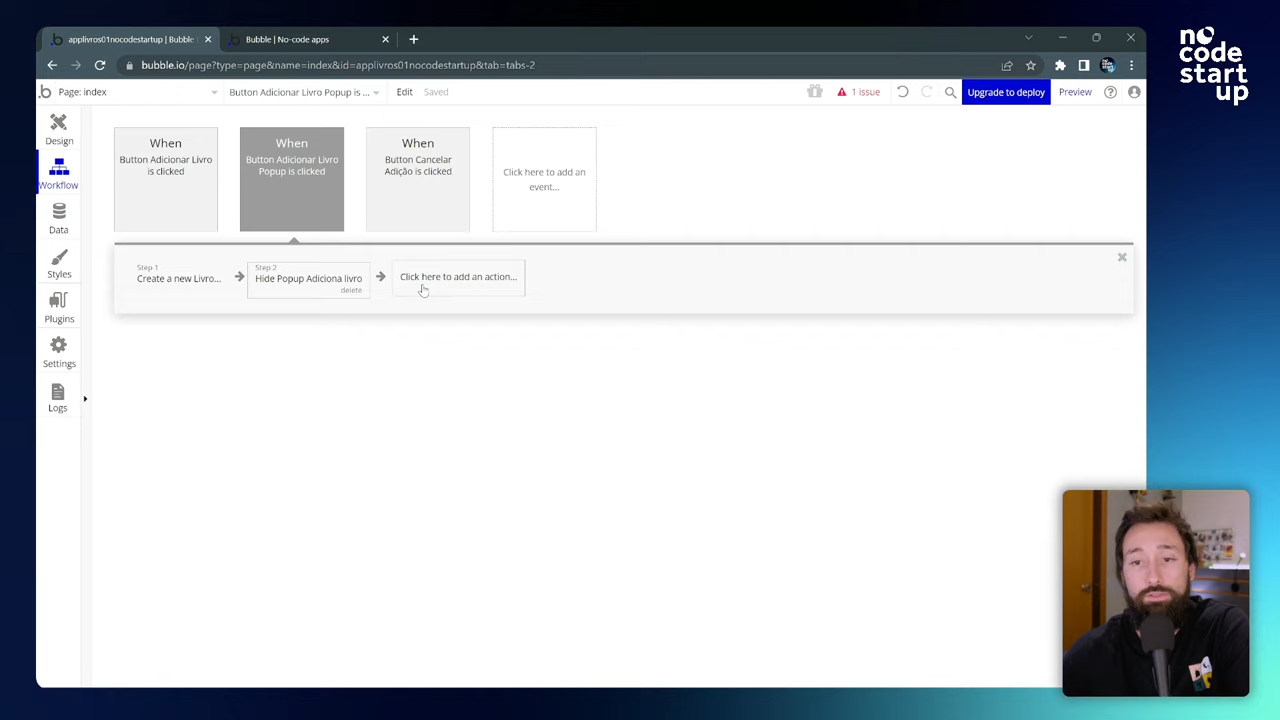 no
code
start
up
applivros01nocodestartup | Bubble
Bubble | No-code apps
bubble.io/page?type=page&name=index&id=applivros01nocodestartup&tab=tabs-2
Page: index
Button Adicionar Livro Popup is ...
Edit
Saved
1 issue
Upgrade to deploy
Preview
Design
Workflow
Data
Styles
Plugins
Settings
Logs
When
Button Adicionar Livro
is clicked
When
Button Adicionar Livro
Popup is clicked
When
Button Cancelar
Adição is clicked
Click here to add an
event...
Step 1
Create a new Livro...
Step 2
Hide Popup Adiciona livro
delete
Click here to add an action...